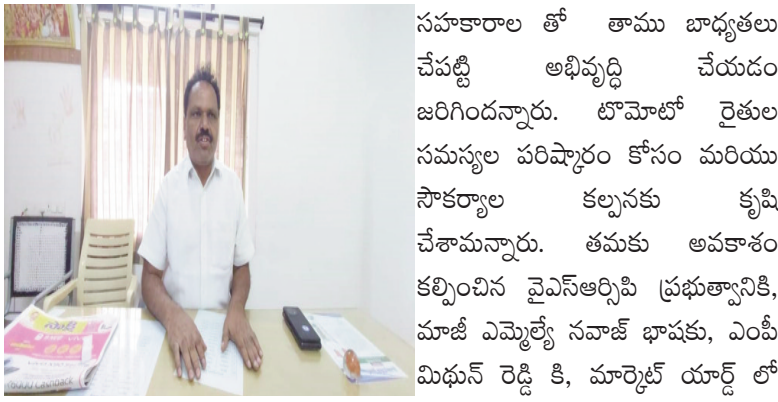 సహకారాల తో తాము బాధ్యతలు
చేపట్టి అభివృద్ధి చేయడం
జరిగిందన్నారు. టొమోటో రైతుల
సమస్యల పరిష్కారం కోసం మరియు
సౌకర్యాల కల్పనకు కృషి
చేశామన్నారు. తమకు అవకాశం
కల్పించిన వైఎస్ఆర్సిపి ప్రభుత్వానికి,
మాజీ ఎమ్మెల్యే నవాజ్ భాషకు, ఎంపీ
మిథున్ రెడ్డి కి, మార్కెట్ యార్డ్ లో
సాక్షి